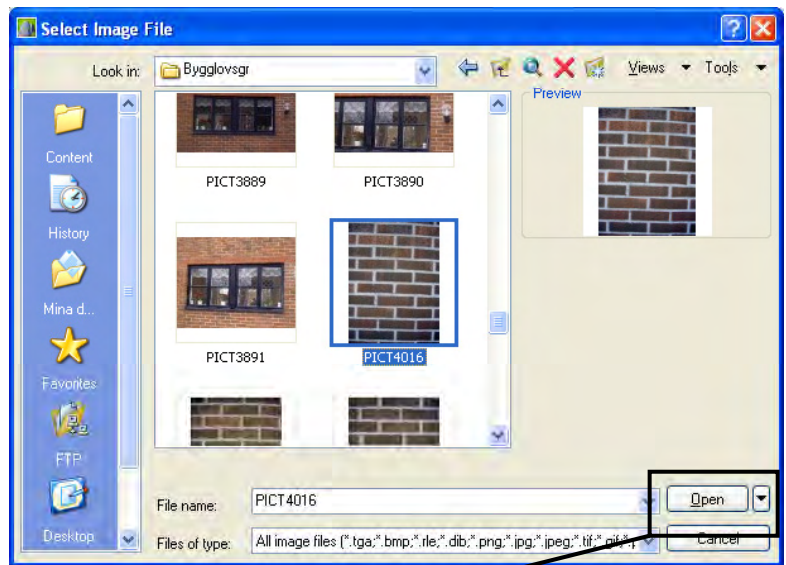 Select Image File
Look in: Bygglovsgr Views Tools
Preview
Content
History
Mina d...
Favorites
FTP
Desktop
PICT3889 PICT3890
PICT3891 PICT4016
File name: PICT4016 Open
Files of type: All image files (*.tga;*.bmp;*.rle;*.dib;*.png;*.jpg;*.jpeg;*.tif;*.gif;*. Cancel